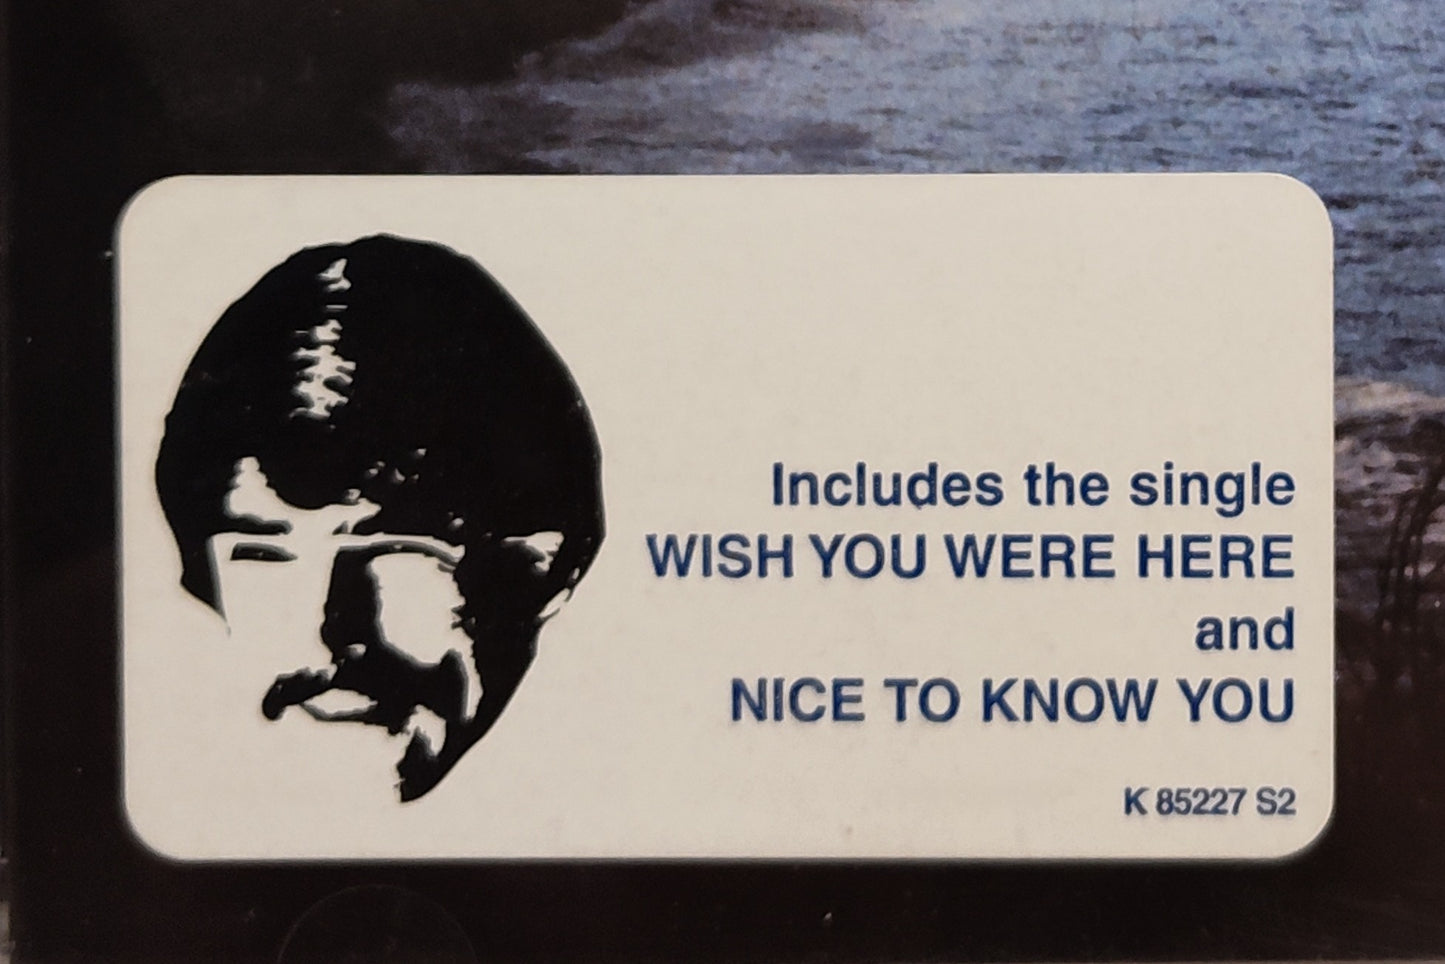 Includes the single
WISH YOU WERE HERE
and
NICE TO KNOW YOU
K 85227 S2